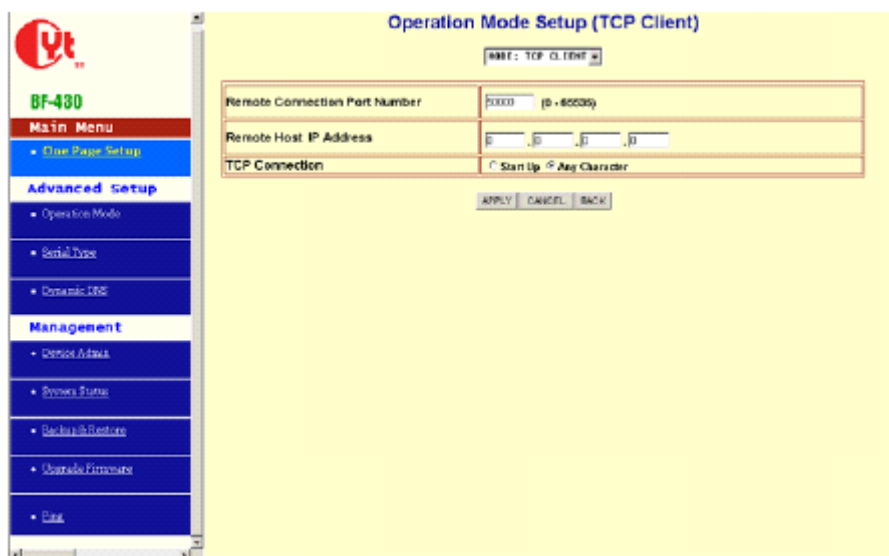 Yt
BF-430
Main Menu
One Page Setup
Advanced Setup
Operation Mode
Serial Type
Dynamic DNS
Management
Device Admin
System Status
Backup & Restore
Upgrade Firmware
Ping
Operation Mode Setup (TCP Client)
MODE: TCP CLIENT
Remote Connection Port Number
(0 - 65535)
Remote Host IP Address
0 . 0 . 0 . 0
TCP Connection
Start Up Any Character
APPLY CANCEL BACK